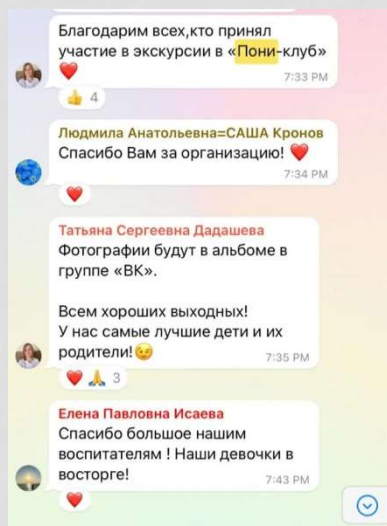 Благодарим всех,кто принял
участие в экскурсии в «Пони-клуб»
❤️
7:33 PM
👍 4
Людмила Анатольевна=САША Кронов
Спасибо Вам за организацию! ❤️
7:34 PM
❤️
Татьяна Сергеевна Дадашева
Фотографии будут в альбоме в
группе «ВК».
Всем хороших выходных!
У нас самые лучшие дети и их
родители!😉
7:35 PM
❤️🙏 3
Елена Павловна Исаева
Спасибо большое нашим
воспитателям ! Наши девочки в
восторге!
7:43 PM
❤️